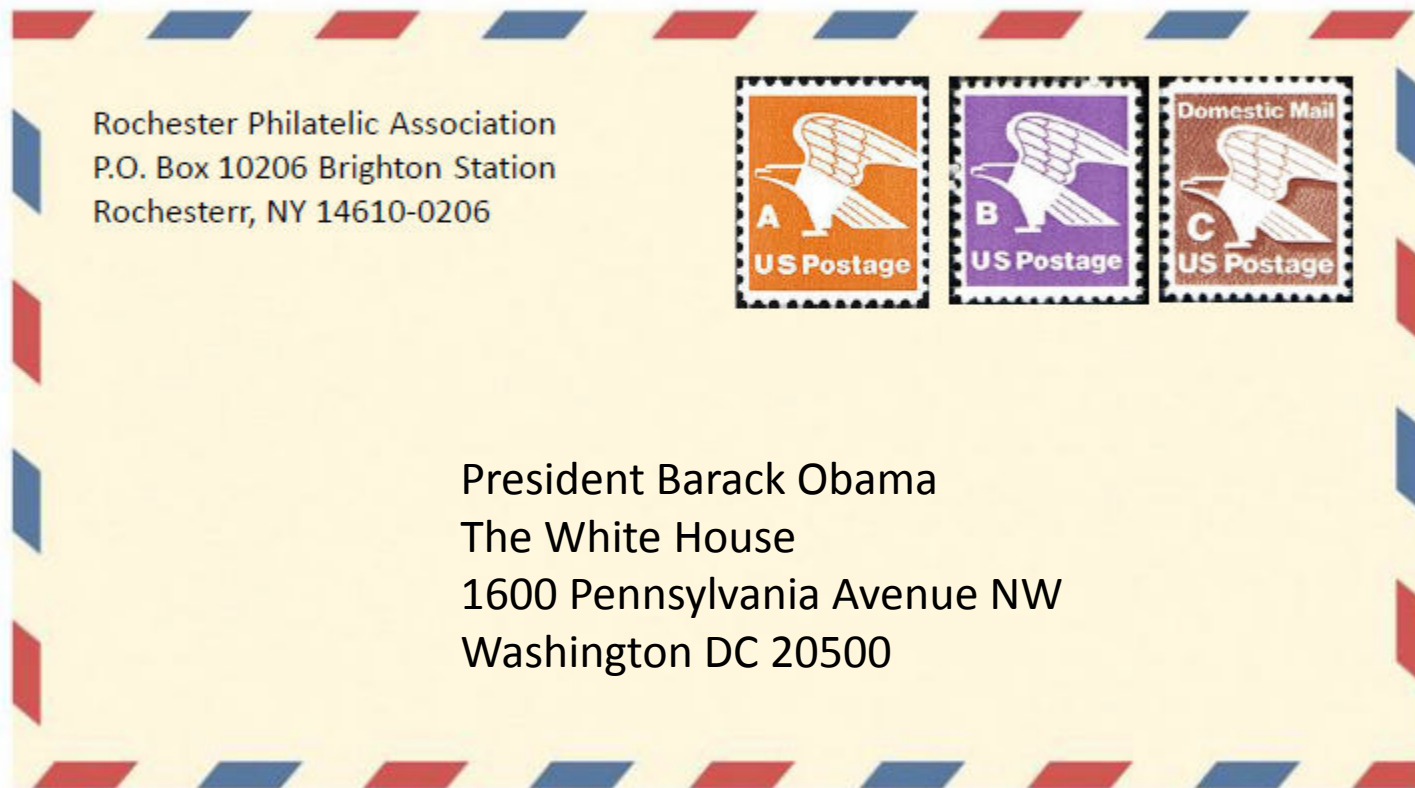 Rochester Philatelic Association
P.O. Box 10206 Brighton Station
Rochesterr, NY 14610-0206
A
US Postage
B
US Postage
Domestic Mail
C
US Postage
President Barack Obama
The White House
1600 Pennsylvania Avenue NW
Washington DC 20500